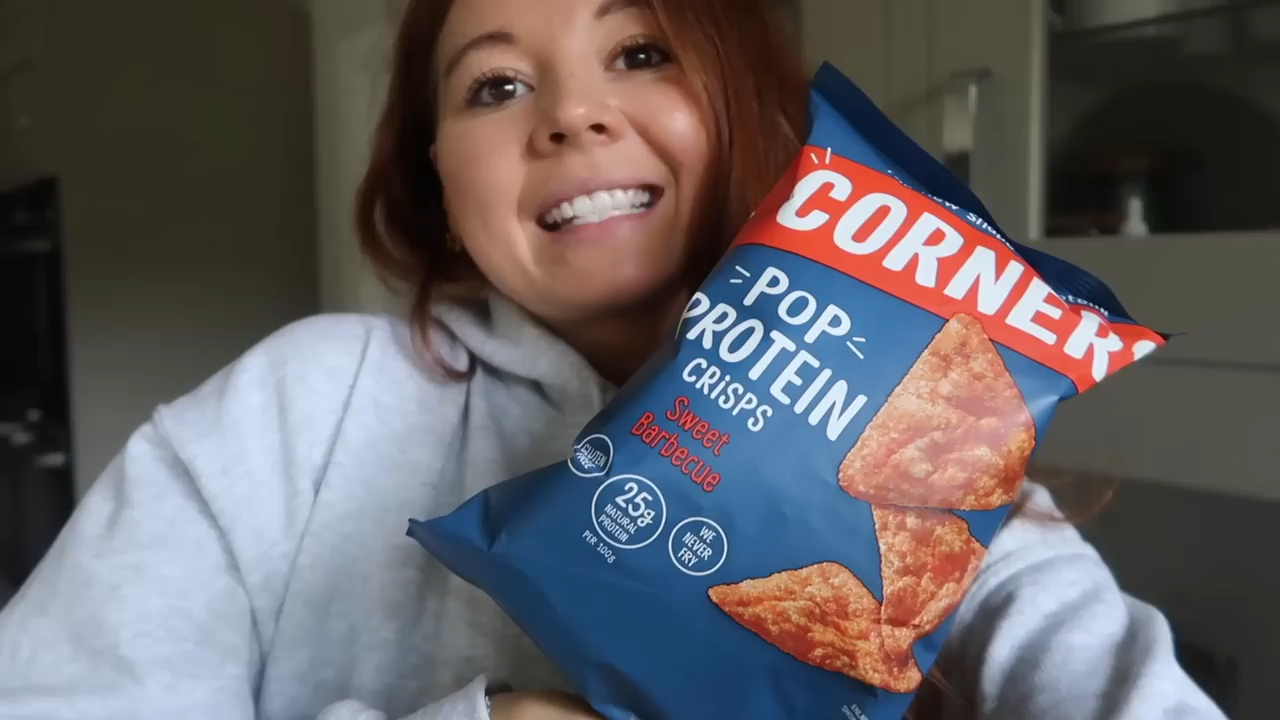 CORNERS
POP
PROTEIN
CRISPS
Sweet
Barbecue
GLUTEN
FREE
25g
NATURAL
PROTEIN
PER 100g
WE
NEVER
FRY